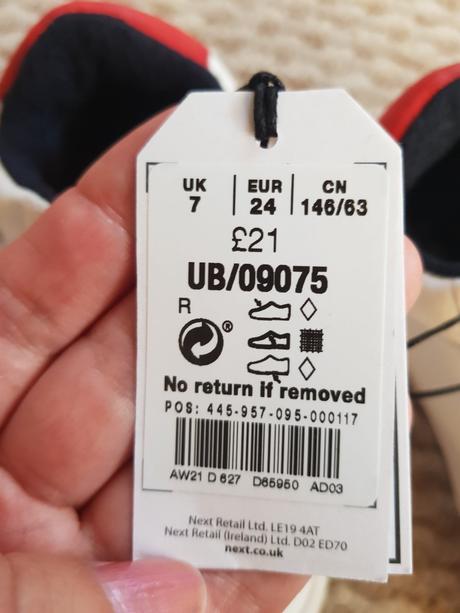 UK EUR CN
7 24 146/63
£21
UB/09075
R
®
No return if removed
POS: 445-957-095-000117
AW21 D 627 D65950 AD03
Next Retail Ltd. LE19 4AT
Next Retail (Ireland) Ltd. D02 ED70
next.co.uk